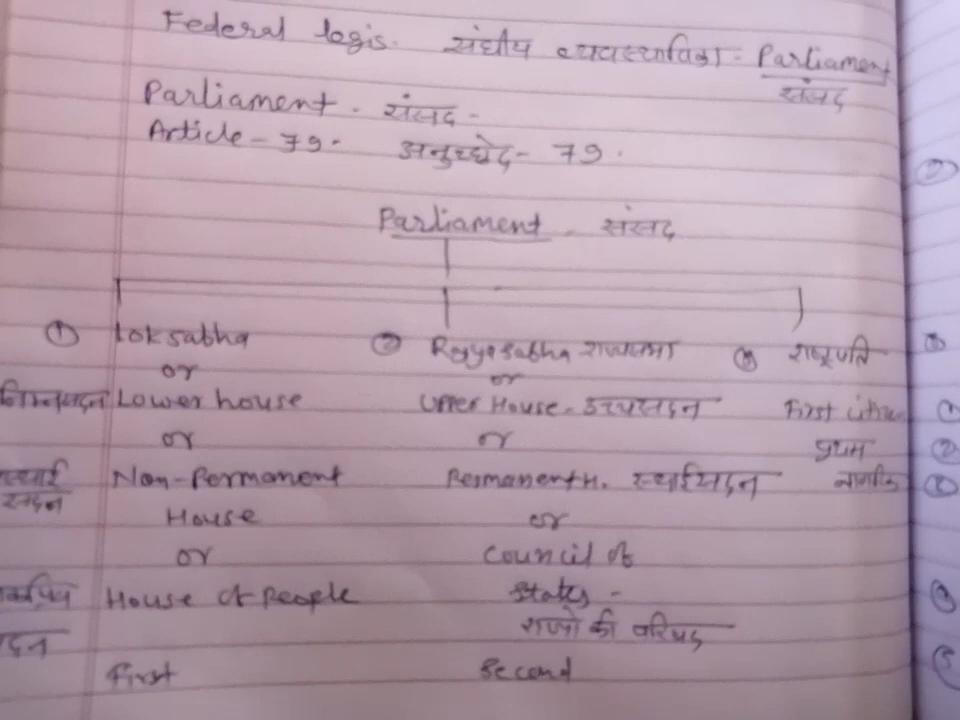 Federal legis. संघीय व्यवस्थापिका - Parliament
संसद
Parliament - संसद -
Article - 79 - अनुच्छेद - 79 .
Parliament संसद
① Loksabha ② Rajyasabha राज्यसभा ③ राष्ट्रपति
or or
निम्नसदन Lower house Upper House - उच्चसदन First
or or प्रथम
Non-Permanent Permanent H. स्थाईसदन नागरिक
सदन House or
or Council of
House of People States -
राज्यो की परिषद
First Second